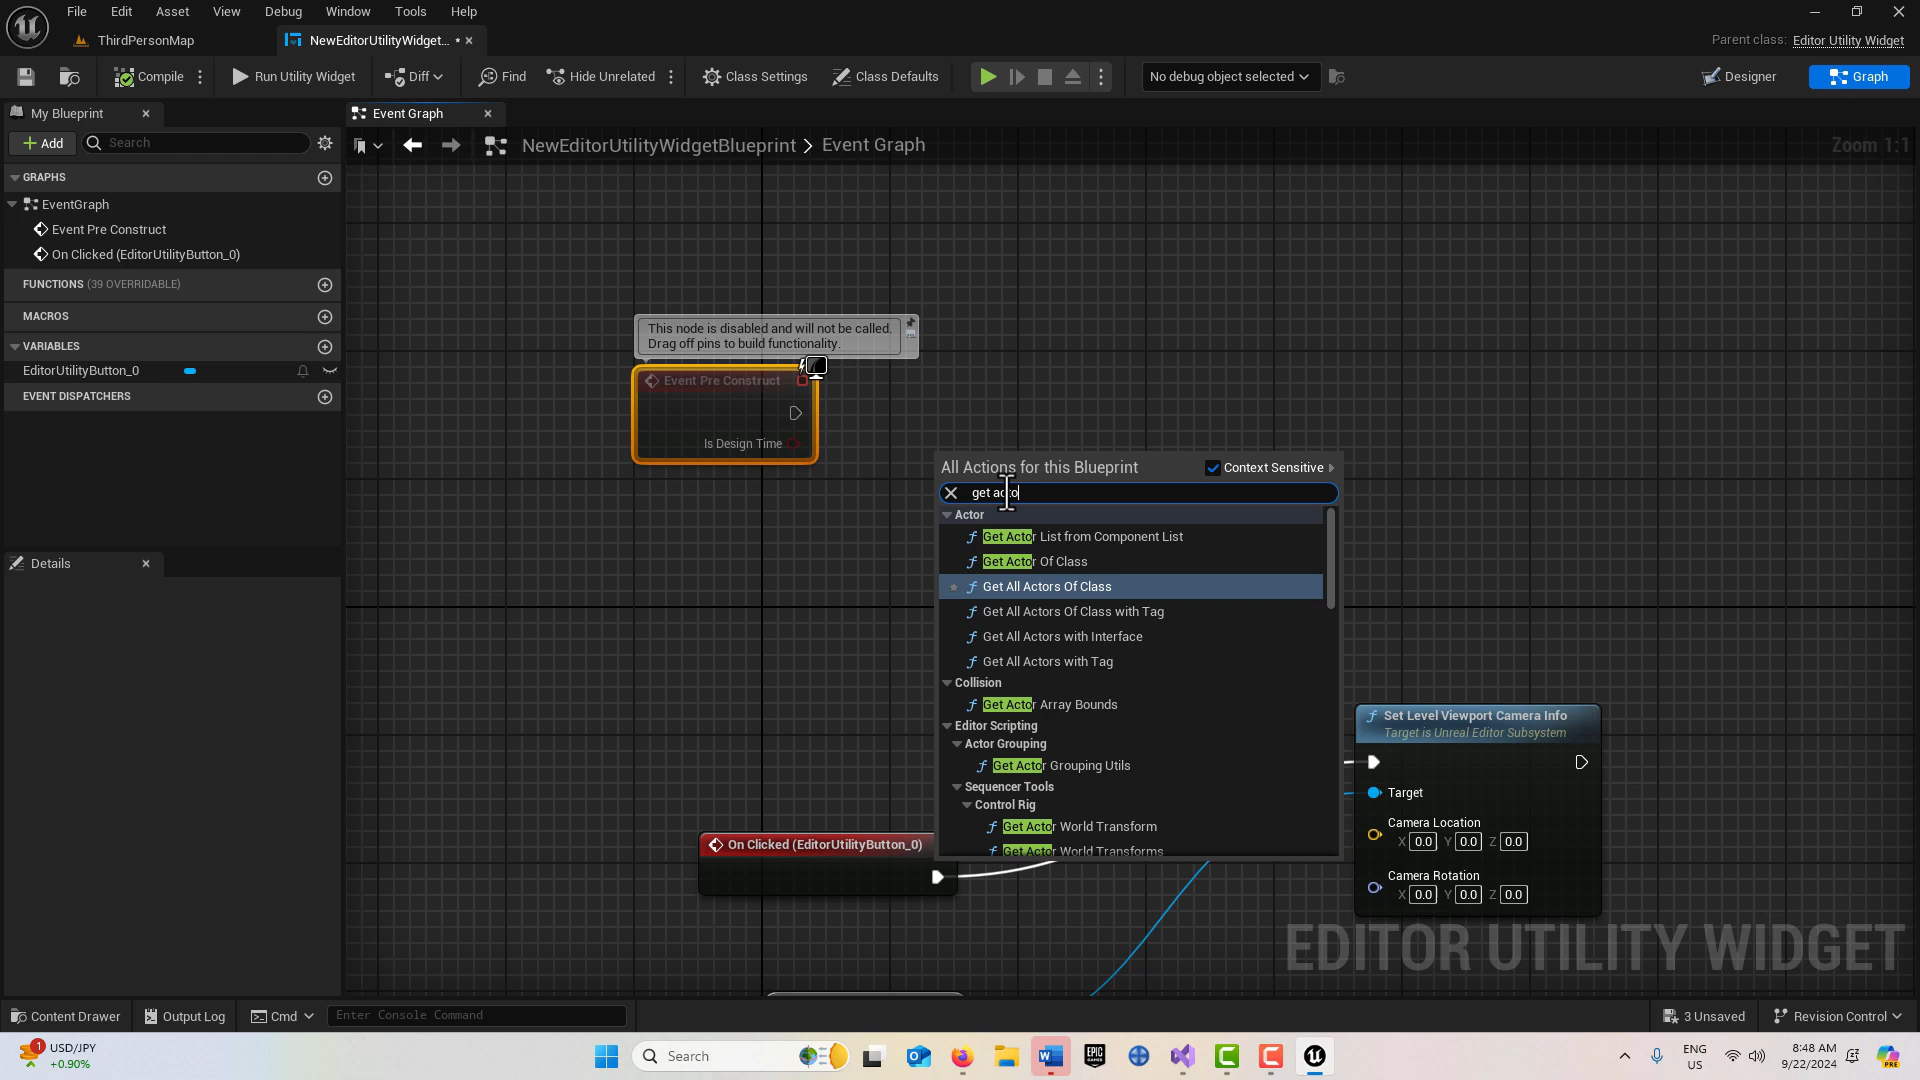 File Edit Asset View Debug Window Tools Help
ThirdPersonMap
NewEditorUtilityWidget... •
Parent class: Editor Utility Widget
Compile
Run Utility Widget
Diff
Find
Hide Unrelated
Class Settings
Class Defaults
No debug object selected
Designer
Graph
My Blueprint
Event Graph
+ Add
Search
NewEditorUtilityWidgetBlueprint > Event Graph
Zoom 1:1
GRAPHS
EventGraph
Event Pre Construct
On Clicked (EditorUtilityButton_0)
FUNCTIONS (39 OVERRIDABLE)
MACROS
VARIABLES
EditorUtilityButton_0
EVENT DISPATCHERS
Details
This node is disabled and will not be called.
Drag off pins to build functionality.
Event Pre Construct
Is Design Time
All Actions for this Blueprint
Context Sensitive
get acto
Actor
Get Actor List from Component List
Get Actor Of Class
Get All Actors Of Class
Get All Actors Of Class with Tag
Get All Actors with Interface
Get All Actors with Tag
Collision
Get Actor Array Bounds
Editor Scripting
Actor Grouping
Get Actor Grouping Utils
Sequencer Tools
Control Rig
Get Actor World Transform
Get Actor World Transforms
On Clicked (EditorUtilityButton_0)
Set Level Viewport Camera Info
Target is Unreal Editor Subsystem
Target
Camera Location
X 0.0 Y 0.0 Z 0.0
Camera Rotation
X 0.0 Y 0.0 Z 0.0
EDITOR UTILITY WIDGET
Content Drawer
Output Log
Cmd
Enter Console Command
3 Unsaved
Revision Control
1
USD/JPY
+0.90%
Search
EPIC GAMES
ENG
US
8:48 AM
9/22/2024